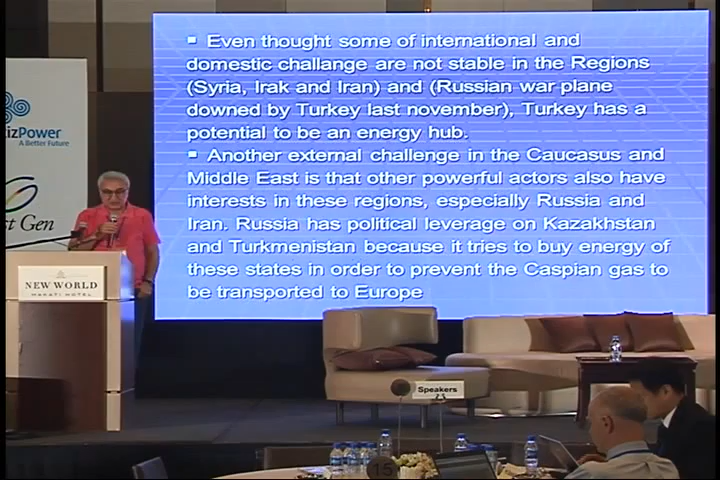 ▪ Even thought some of international and
domestic challange are not stable in the Regions
(Syria, Irak and Iran) and (Russian war plane
downed by Turkey last november), Turkey has a
potential to be an energy hub.
▪ Another external challenge in the Caucasus and
Middle East is that other powerful actors also have
interests in these regions, especially Russia and
Iran. Russia has political leverage on Kazakhstan
and Turkmenistan because it tries to buy energy of
these states in order to prevent the Caspian gas to
be transported to Europe
izPower
A Better Future
st Gen
NEW WORLD
MAKATI HOTEL
Speakers
15